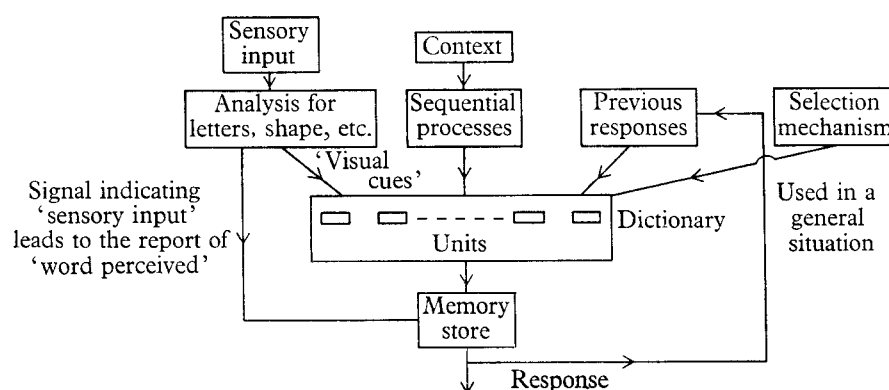 Sensory
input
Context
Analysis for
letters, shape, etc.
Sequential
processes
Previous
responses
Selection
mechanism
'Visual
cues'
Signal indicating
'sensory input'
leads to the report of
'word perceived'
Used in a
general
situation
Dictionary
Units
Memory
store
Response